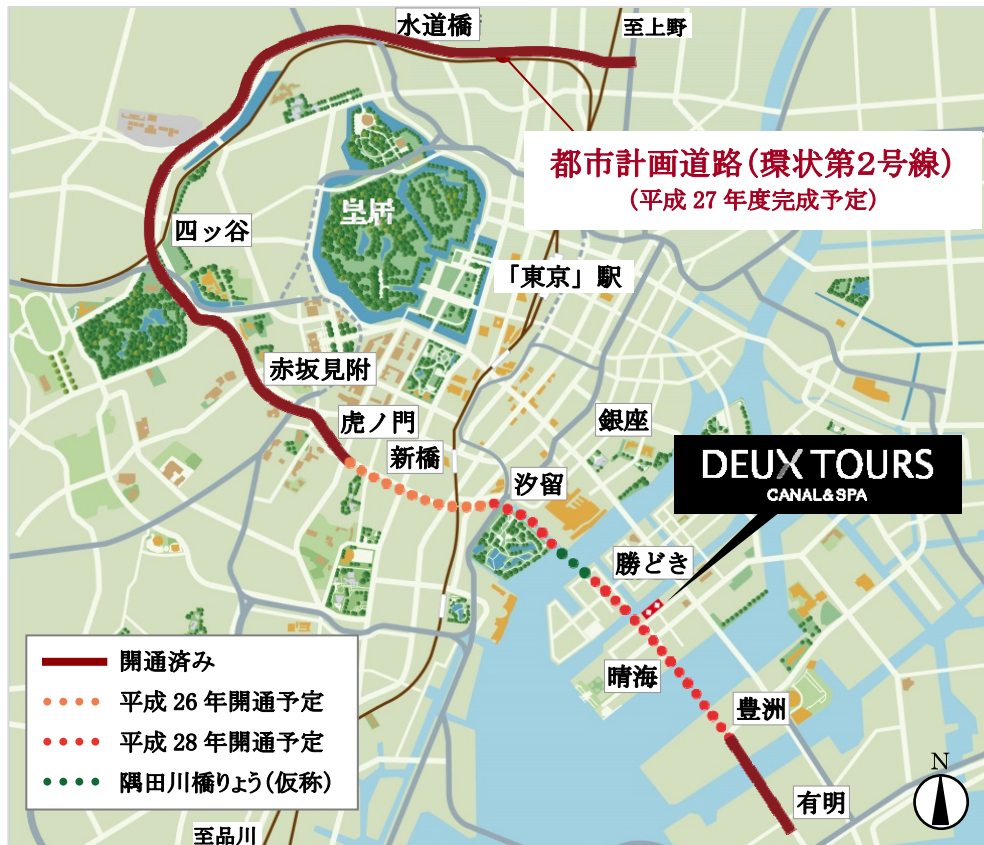 水道橋
至上野
都市計画道路(環状第2号線)
(平成 27 年度完成予定)
皇居
四ッ谷
「東京」駅
赤坂見附
虎ノ門
銀座
新橋
DEUX TOURS
CANAL&SPA
汐留
勝どき
開通済み
平成 26 年開通予定
晴海
平成 28 年開通予定
豊洲
隅田川橋りょう(仮称)
N
有明
至品川